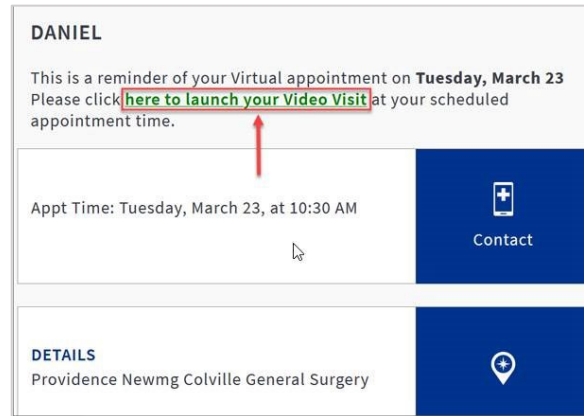 DANIEL
This is a reminder of your Virtual appointment on Tuesday, March 23
Please click here to launch your Video Visit at your scheduled
appointment time.
Appt Time: Tuesday, March 23, at 10:30 AM
Contact
DETAILS
Providence Newmg Colville General Surgery